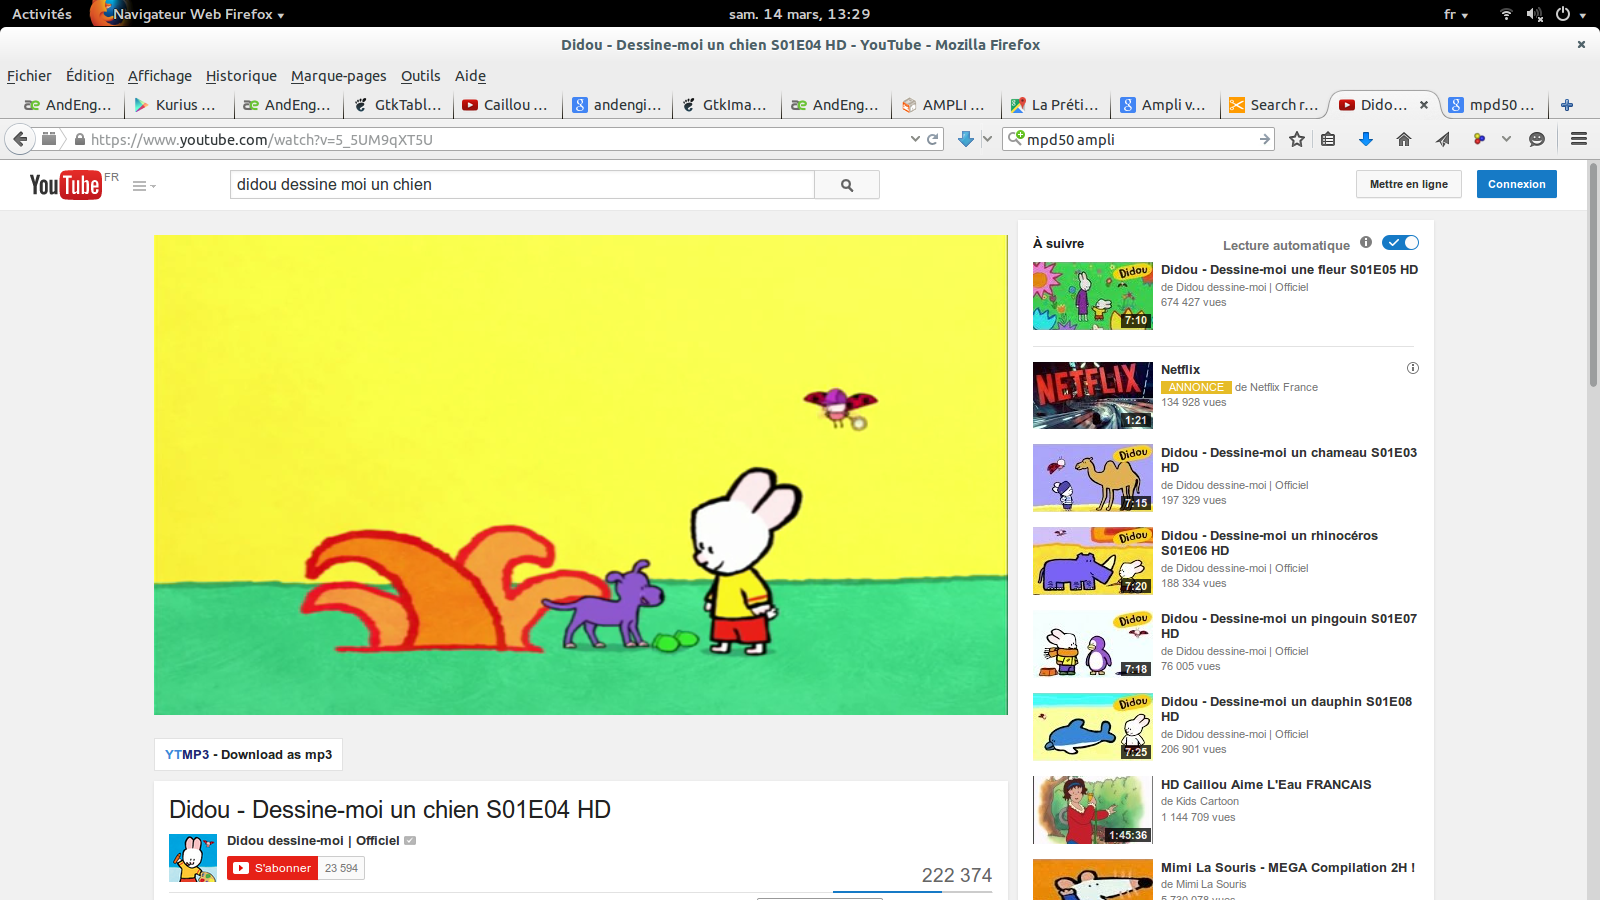 Activités
Navigateur Web Firefox
sam. 14 mars, 13:29
fr
Didou - Dessine-moi un chien S01E04 HD - YouTube - Mozilla Firefox
Fichier Édition Affichage Historique Marque-pages Outils Aide
AndEng...
Kurius ...
AndEng...
GtkTabl...
Caillou ...
andengi...
GtkIma...
AndEng...
AMPLI ...
La Préti...
Ampli v...
Search r...
Dido...
mpd50 ...
https://www.youtube.com/watch?v=5_5UM9qXT5U
mpd50 ampli
YouTube FR
didou dessine moi un chien
Mettre en ligne
Connexion
YTMP3 - Download as mp3
Didou - Dessine-moi un chien S01E04 HD
Didou dessine-moi | Officiel
S'abonner 23 594
222 374
À suivre
Lecture automatique
Didou
7:10
Didou - Dessine-moi une fleur S01E05 HD
de Didou dessine-moi | Officiel
674 427 vues
NETFLIX
1:21
Netflix
ANNONCE de Netflix France
134 928 vues
Didou
7:15
Didou - Dessine-moi un chameau S01E03
HD
de Didou dessine-moi | Officiel
197 329 vues
Didou
7:20
Didou - Dessine-moi un rhinocéros
S01E06 HD
de Didou dessine-moi | Officiel
188 334 vues
Didou
7:18
Didou - Dessine-moi un pingouin S01E07
HD
de Didou dessine-moi | Officiel
76 005 vues
Didou
7:25
Didou - Dessine-moi un dauphin S01E08
HD
de Didou dessine-moi | Officiel
206 901 vues
1:45:36
HD Caillou Aime L'Eau FRANCAIS
de Kids Cartoon
1 144 709 vues
Mimi La Souris - MEGA Compilation 2H !
de Mimi La Souris
5 730 078 vues